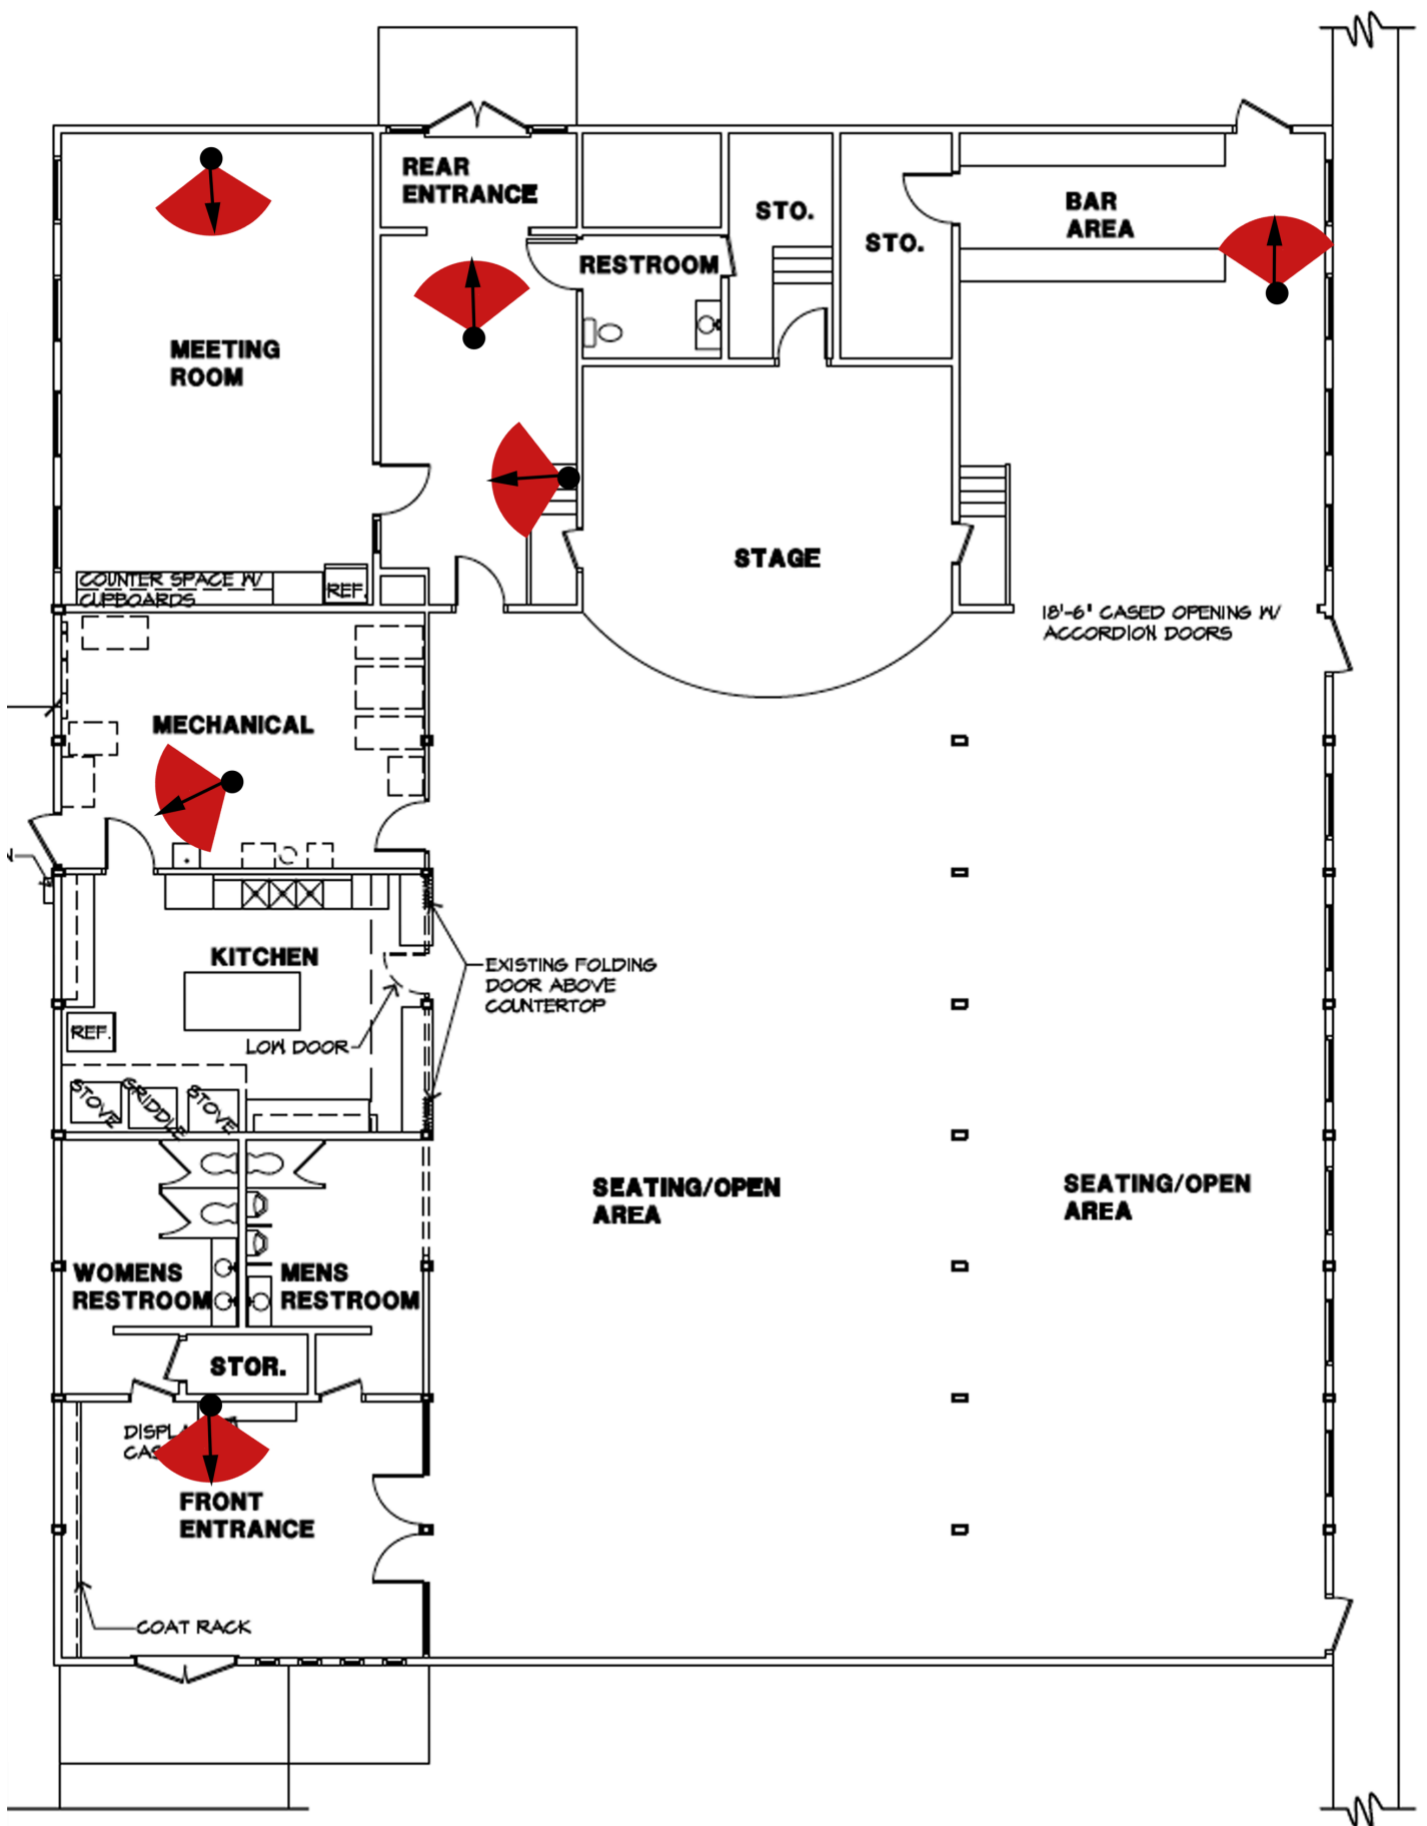 REAR
ENTRANCE
STO.
BAR
AREA
STO.
RESTROOM
MEETING
ROOM
STAGE
COUNTER SPACE W/
CUPBOARDS
REF.
18'-6" CASED OPENING W/
ACCORDION DOORS
MECHANICAL
KITCHEN
EXISTING FOLDING
DOOR ABOVE
COUNTERTOP
REF.
LOW DOOR
STOVE
GRIDDLE
STOVE
SEATING/OPEN
AREA
SEATING/OPEN
AREA
WOMENS
RESTROOM
MENS
RESTROOM
STOR.
FRONT
ENTRANCE
COAT RACK